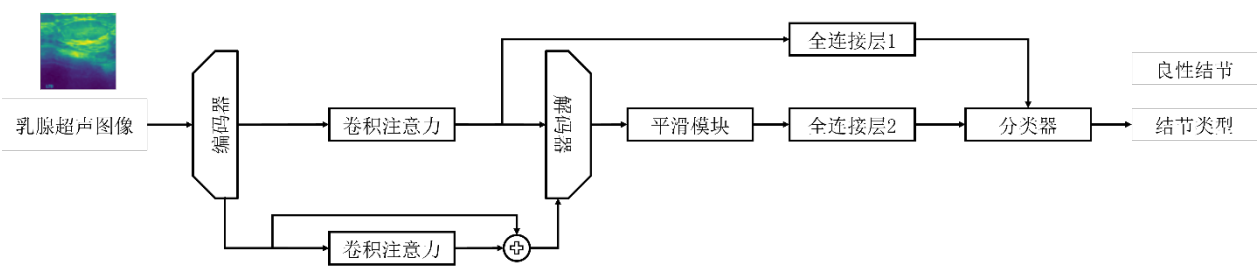 全连接层1
良性结节
乳腺超声图像
编码器
卷积注意力
解码器
平滑模块
全连接层2
分类器
结节类型
卷积注意力